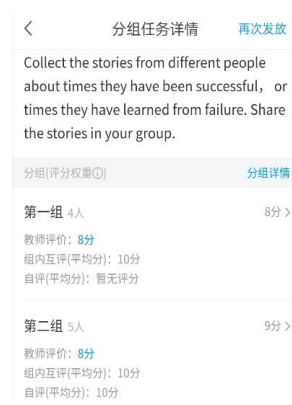 分组任务详情 再次发放
Collect the stories from different people
about times they have been successful， or
times they have learned from failure. Share
the stories in your group.
分组(评分权重ⓘ) 分组详情
第一组 4人 8分 >
教师评价：8分
组内互评(平均分)：10分
自评(平均分)：暂无评分
第二组 5人 9分 >
教师评价：8分
组内互评(平均分)：10分
自评(平均分)：10分